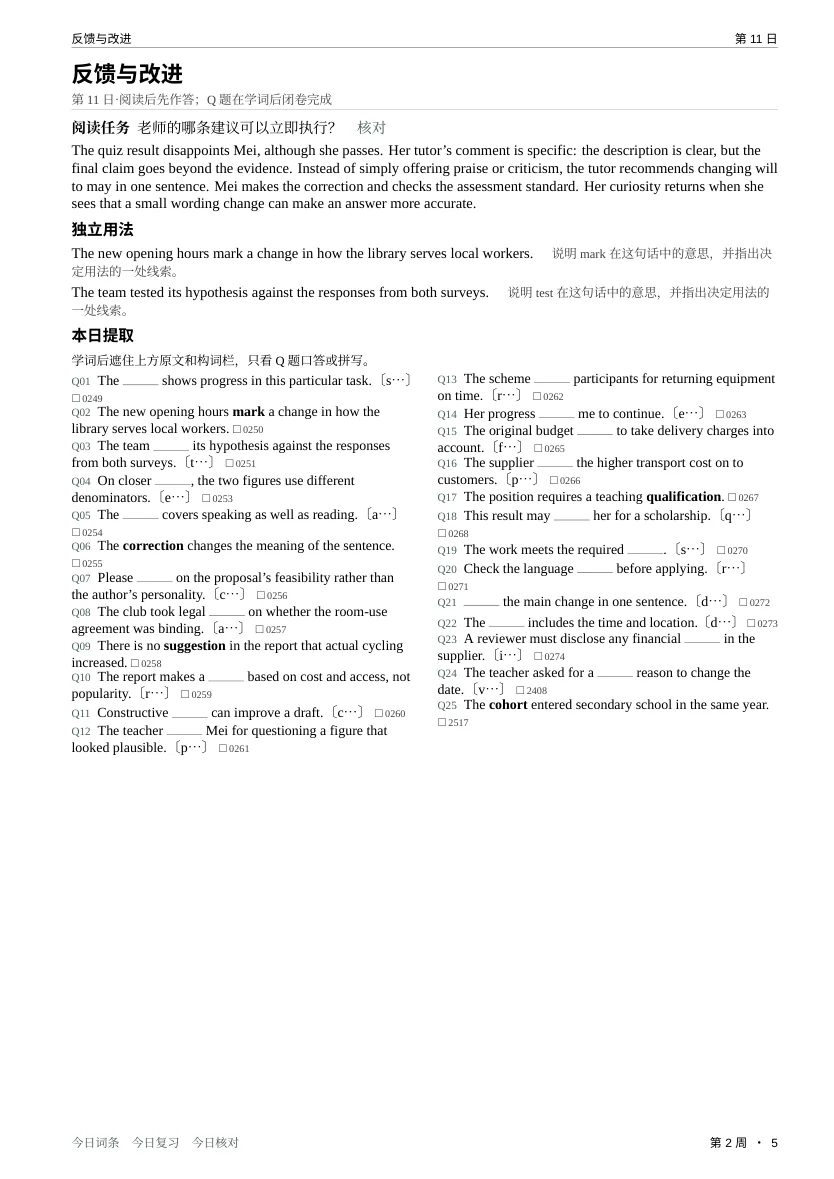 反馈与改进 第 11 日
反馈与改进
第 11 日·阅读后先作答；Q 题在学词后闭卷完成
阅读任务 老师的哪条建议可以立即执行？ 核对
The quiz result disappoints Mei, although she passes. Her tutor’s comment is specific: the description is clear, but the
final claim goes beyond the evidence. Instead of simply offering praise or criticism, the tutor recommends changing will
to may in one sentence. Mei makes the correction and checks the assessment standard. Her curiosity returns when she
sees that a small wording change can make an answer more accurate.
独立用法
The new opening hours mark a change in how the library serves local workers. 说明 mark 在这句话中的意思，并指出决
定用法的一处线索。
The team tested its hypothesis against the responses from both surveys. 说明 test 在这句话中的意思，并指出决定用法的
一处线索。
本日提取
学词后遮住上方原文和构词栏，只看 Q 题口答或拼写。
Q01 The _____ shows progress in this particular task.〔s···〕
□ 0249
Q02 The new opening hours mark a change in how the
library serves local workers. □ 0250
Q03 The team _____ its hypothesis against the responses
from both surveys.〔t···〕 □ 0251
Q04 On closer _____, the two figures use different
denominators.〔e···〕 □ 0253
Q05 The _____ covers speaking as well as reading.〔a···〕
□ 0254
Q06 The correction changes the meaning of the sentence.
□ 0255
Q07 Please _____ on the proposal’s feasibility rather than
the author’s personality.〔c···〕 □ 0256
Q08 The club took legal _____ on whether the room-use
agreement was binding.〔a···〕 □ 0257
Q09 There is no suggestion in the report that actual cycling
increased. □ 0258
Q10 The report makes a _____ based on cost and access, not
popularity.〔r···〕 □ 0259
Q11 Constructive _____ can improve a draft.〔c···〕 □ 0260
Q12 The teacher _____ Mei for questioning a figure that
looked plausible.〔p···〕 □ 0261
Q13 The scheme _____ participants for returning equipment
on time.〔r···〕 □ 0262
Q14 Her progress _____ me to continue.〔e···〕 □ 0263
Q15 The original budget _____ to take delivery charges into
account.〔f···〕 □ 0265
Q16 The supplier _____ the higher transport cost on to
customers.〔p···〕 □ 0266
Q17 The position requires a teaching qualification. □ 0267
Q18 This result may _____ her for a scholarship.〔q···〕
□ 0268
Q19 The work meets the required _____.〔s···〕 □ 0270
Q20 Check the language _____ before applying.〔r···〕
□ 0271
Q21 _____ the main change in one sentence.〔d···〕 □ 0272
Q22 The _____ includes the time and location.〔d···〕 □ 0273
Q23 A reviewer must disclose any financial _____ in the
supplier.〔i···〕 □ 0274
Q24 The teacher asked for a _____ reason to change the
date.〔v···〕 □ 2408
Q25 The cohort entered secondary school in the same year.
□ 2517
今日词条 今日复习 今日核对 第 2 周 · 5